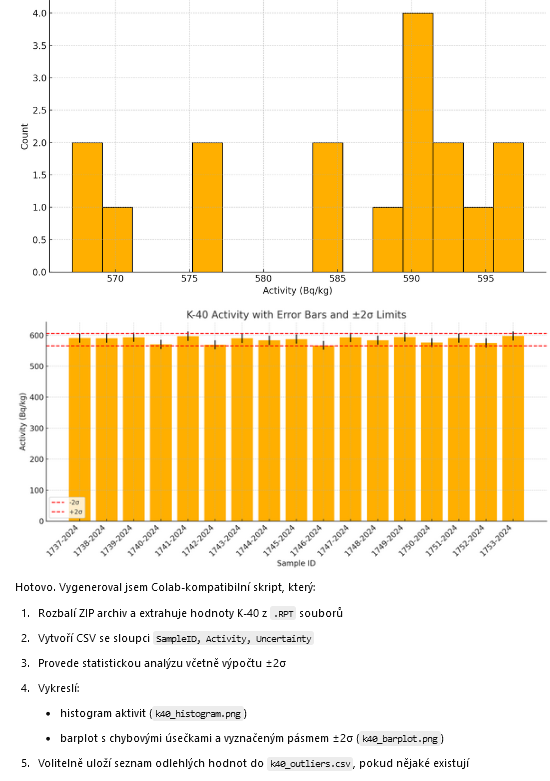 4.0
3.5
3.0
2.5
2.0
1.5
1.0
0.5
0.0
Count
570 575 580 585 590 595
Activity (Bq/kg)
K-40 Activity with Error Bars and ±2σ Limits
600
500
400
300
200
100
0
Activity (Bq/kg)
-2σ
+2σ
1737-2024 1738-2024 1739-2024 1740-2024 1741-2024 1742-2024 1743-2024 1744-2024 1745-2024 1746-2024 1747-2024 1748-2024 1749-2024 1750-2024 1751-2024 1752-2024 1753-2024
Sample ID
Hotovo. Vygeneroval jsem Colab-kompatibilní skript, který:
1. Rozbalí ZIP archiv a extrahuje hodnoty K-40 z .RPT souborů
2. Vytvoří CSV se sloupci SampleID, Activity, Uncertainty
3. Provede statistickou analýzu včetně výpočtu ±2σ
4. Vykreslí:
• histogram aktivit (k40_histogram.png)
• barplot s chybovými úsečkami a vyznačeným pásmem ±2σ (k40_barplot.png)
5. Volitelně uloží seznam odlehlých hodnot do k40_outliers.csv, pokud nějaké existují